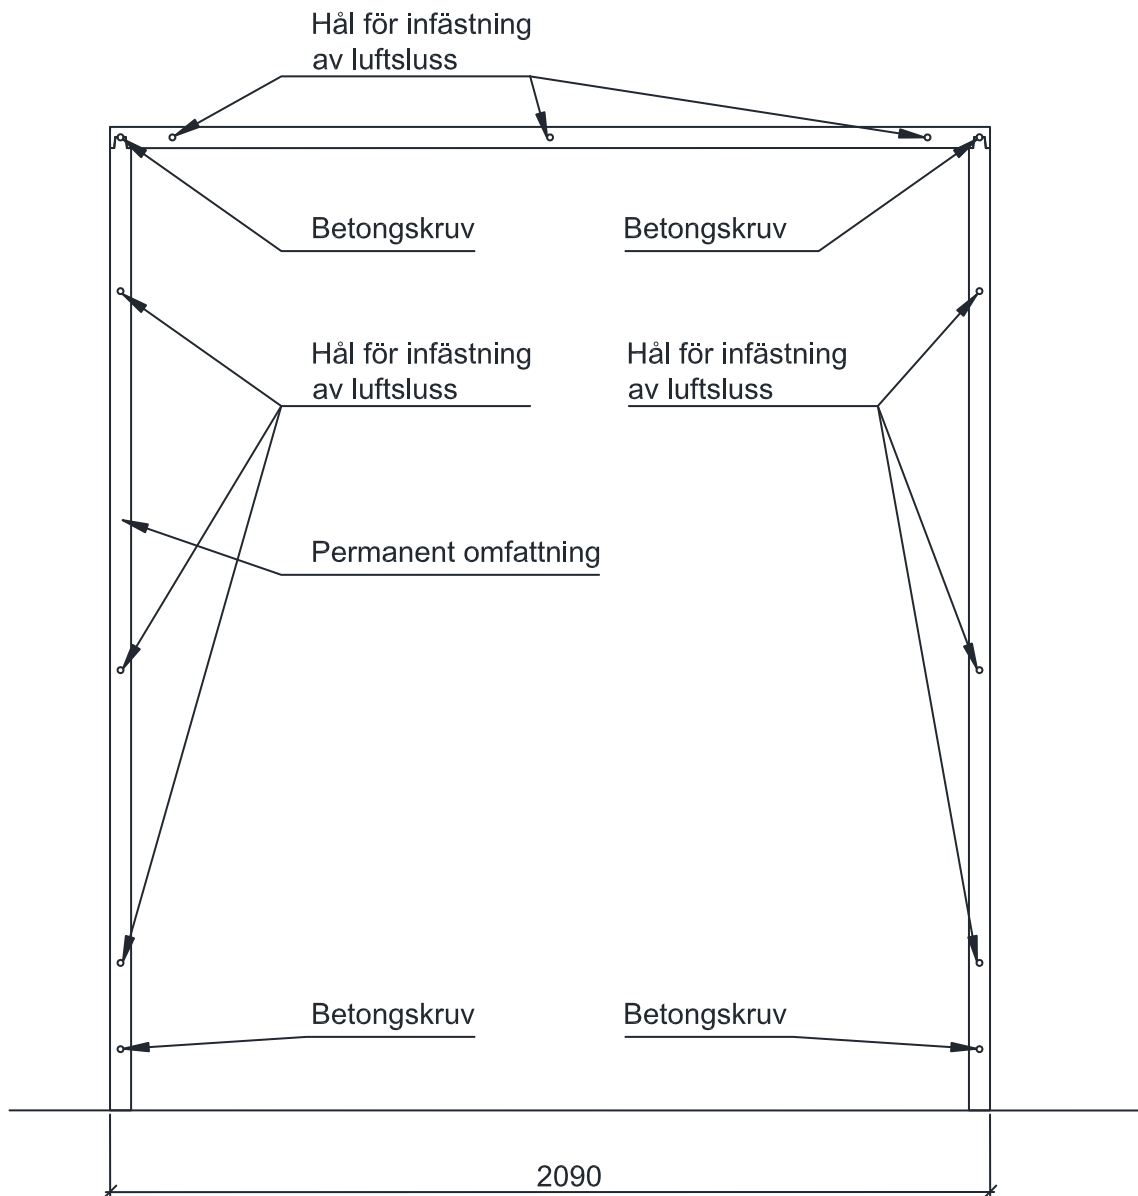 Hål för infästning
av luftsluss
Betongskruv
Betongskruv
Hål för infästning
av luftsluss
Hål för infästning
av luftsluss
Permanent omfattning
Betongskruv
Betongskruv
2090